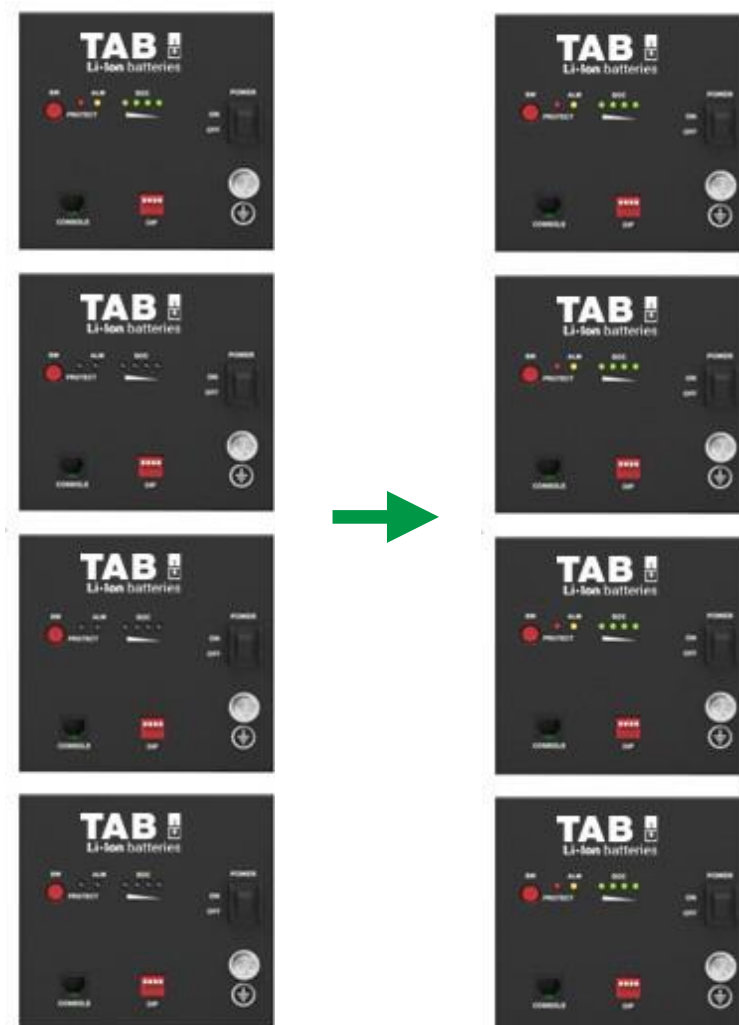 TAB
Li-Ion batteries
SW ALM SOC POWER
PROTECT ON
OFF
CONSOLE DIP
TAB
Li-Ion batteries
SW ALM SOC POWER
PROTECT ON
OFF
CONSOLE DIP
TAB
Li-Ion batteries
SW ALM SOC POWER
PROTECT ON
OFF
CONSOLE DIP
TAB
Li-Ion batteries
SW ALM SOC POWER
PROTECT ON
OFF
CONSOLE DIP
TAB
Li-Ion batteries
SW ALM SOC POWER
PROTECT ON
OFF
CONSOLE DIP
TAB
Li-Ion batteries
SW ALM SOC POWER
PROTECT ON
OFF
CONSOLE DIP
TAB
Li-Ion batteries
SW ALM SOC POWER
PROTECT ON
OFF
CONSOLE DIP
TAB
Li-Ion batteries
SW ALM SOC POWER
PROTECT ON
OFF
CONSOLE DIP